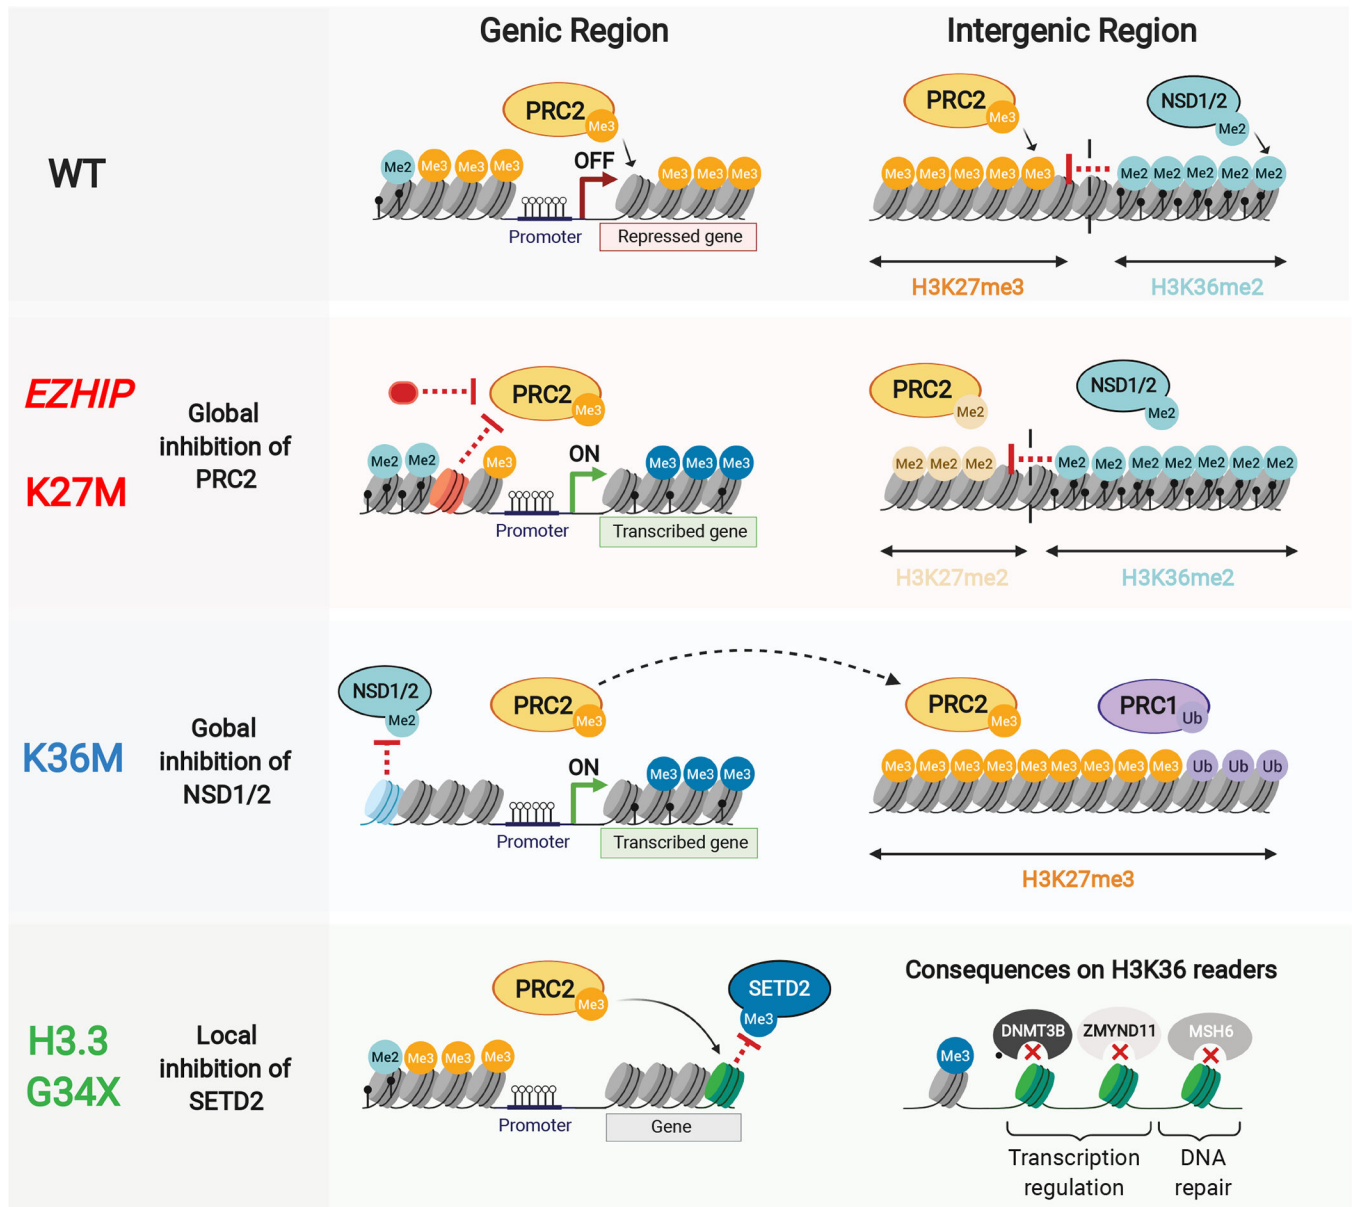 Genic Region
Intergenic Region
WT
PRC2
Me3
Me2 Me3 Me3 Me3
OFF
Me3 Me3 Me3
Promoter
Repressed gene
PRC2
Me3
NSD1/2
Me2
Me3 Me3 Me3 Me3 Me3
Me2 Me2 Me2 Me2 Me2
H3K27me3
H3K36me2
EZHIP
K27M
Global
inhibition of
PRC2
PRC2
Me3
Me2 Me2
Me3
ON
Me3 Me3 Me3
Promoter
Transcribed gene
PRC2
Me2
NSD1/2
Me2
Me2 Me2 Me2
Me2 Me2 Me2 Me2 Me2 Me2 Me2
H3K27me2
H3K36me2
K36M
Gobal
inhibition of
NSD1/2
NSD1/2
Me2
PRC2
Me3
ON
Me3 Me3 Me3
Promoter
Transcribed gene
PRC2
Me3
PRC1
Ub
Me3 Me3 Me3 Me3 Me3 Me3 Me3 Me3 Me3 Ub Ub Ub
H3K27me3
H3.3
G34X
Local
inhibition of
SETD2
PRC2
Me3
SETD2
Me3
Me2 Me3 Me3 Me3
Promoter
Gene
Consequences on H3K36 readers
Me3
DNMT3B
ZMYND11
MSH6
Transcription
regulation
DNA
repair